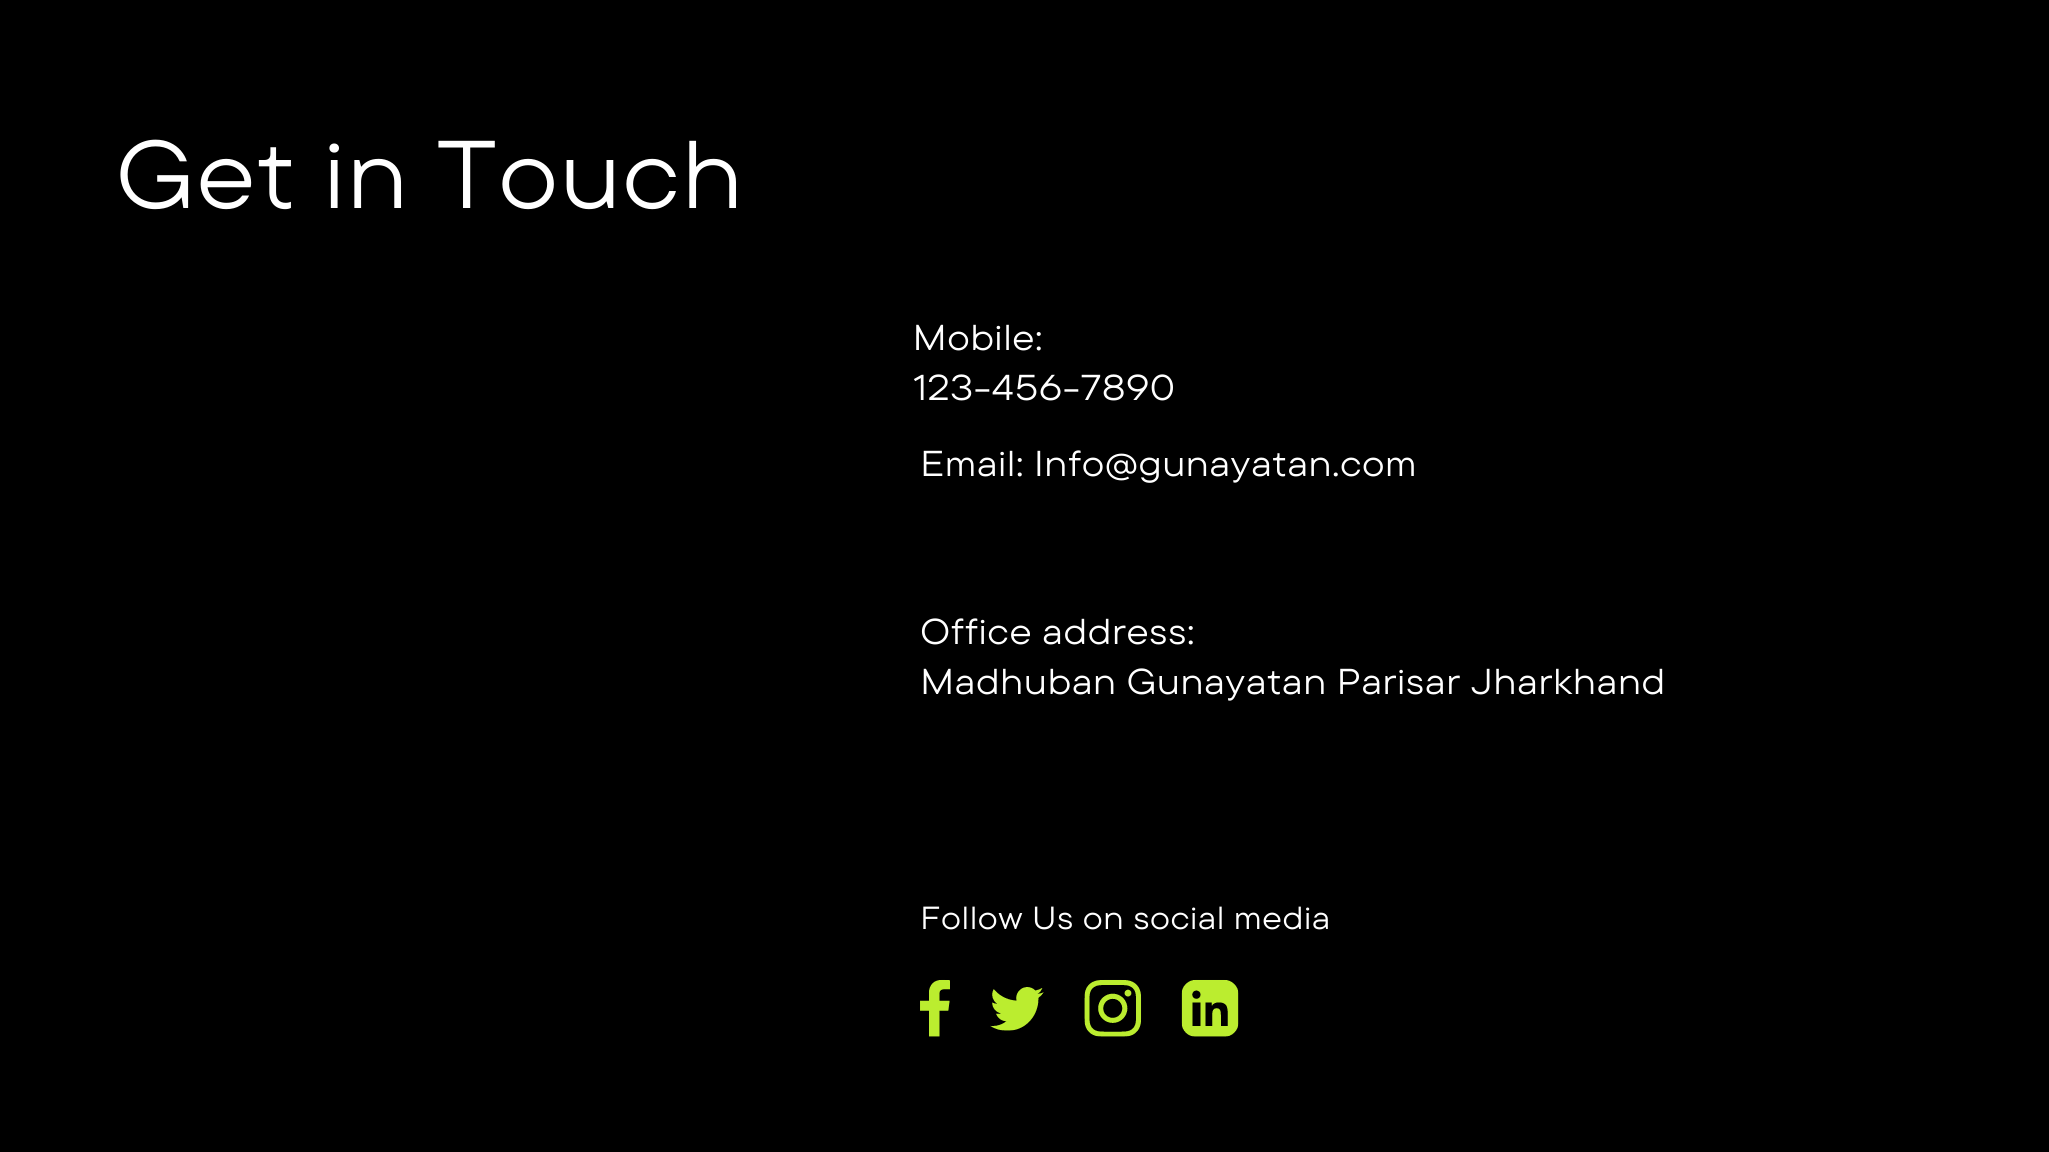 Get in Touch
Mobile:
123-456-7890
Email: Info@gunayatan.com
Office address:
Madhuban Gunayatan Parisar Jharkhand
Follow Us on social media